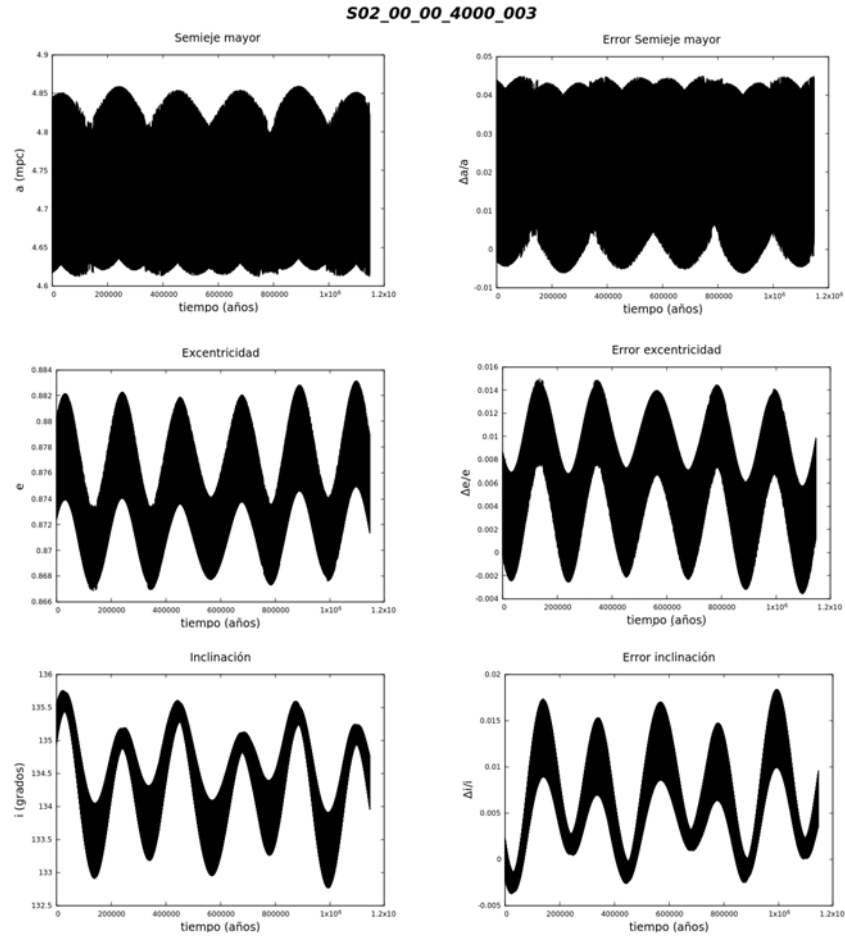 S02_00_00_4000_003
Semieje mayor
4.9
4.85
4.8
4.75
4.7
4.65
4.6
a (mpc)
0 200000 400000 600000 800000 1x10⁶ 1.2x10
tiempo (años)
Error Semieje mayor
0.05
0.04
0.03
0.02
0.01
0
-0.01
Δa/a
200000 400000 600000 800000 1x10⁶ 1.2x10⁶
tiempo (años)
Excentricidad
0.884
0.882
0.88
0.878
0.876
0.874
0.872
0.87
0.868
0.866
e
0 200000 400000 600000 800000 1x10⁶ 1.2x10
tiempo (años)
Error excentricidad
0.016
0.014
0.012
0.01
0.008
0.006
0.004
0.002
0
-0.002
-0.004
Δe/e
0 200000 400000 600000 800000 1x10⁶ 1.2x10
tiempo (años)
Inclinación
136
135.5
135
134.5
134
133.5
133
132.5
i (grados)
0 200000 400000 600000 800000 1x10⁶ 1.2x10
tiempo (años)
Error inclinación
0.02
0.015
0.01
0.005
0
-0.005
Δi/i
0 200000 400000 600000 800000 1x10⁶ 1.2x10
tiempo (años)